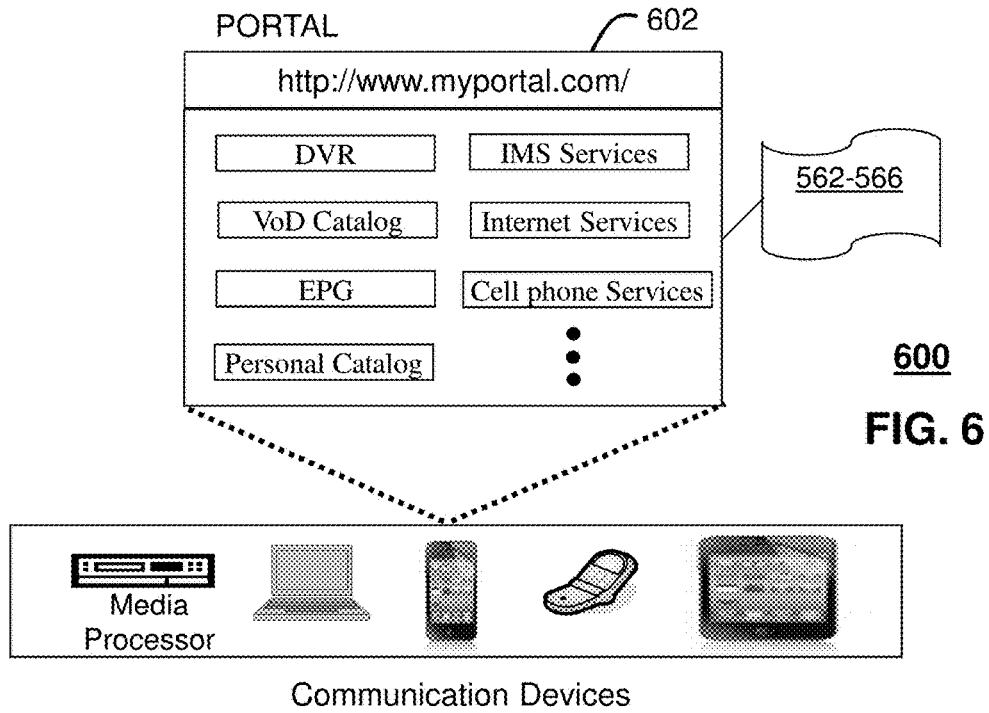 PORTAL
602
http://www.myportal.com/
DVR
IMS Services
562-566
VoD Catalog
Internet Services
EPG
Cell phone Services
Personal Catalog
600
FIG. 6
Media
Processor
Communication Devices